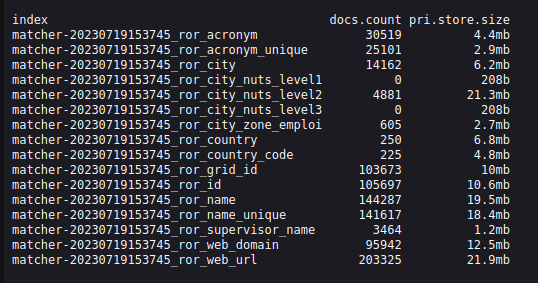 index docs.count pri.store.size
matcher-20230719153745_ror_acronym 30519 4.4mb
matcher-20230719153745_ror_acronym_unique 25101 2.9mb
matcher-20230719153745_ror_city 14162 6.2mb
matcher-20230719153745_ror_city_nuts_level1 0 208b
matcher-20230719153745_ror_city_nuts_level2 4881 21.3mb
matcher-20230719153745_ror_city_nuts_level3 0 208b
matcher-20230719153745_ror_city_zone_emploi 605 2.7mb
matcher-20230719153745_ror_country 250 6.8mb
matcher-20230719153745_ror_country_code 225 4.8mb
matcher-20230719153745_ror_grid_id 103673 10mb
matcher-20230719153745_ror_id 105697 10.6mb
matcher-20230719153745_ror_name 144287 19.5mb
matcher-20230719153745_ror_name_unique 141617 18.4mb
matcher-20230719153745_ror_supervisor_name 3464 1.2mb
matcher-20230719153745_ror_web_domain 95942 12.5mb
matcher-20230719153745_ror_web_url 203325 21.9mb